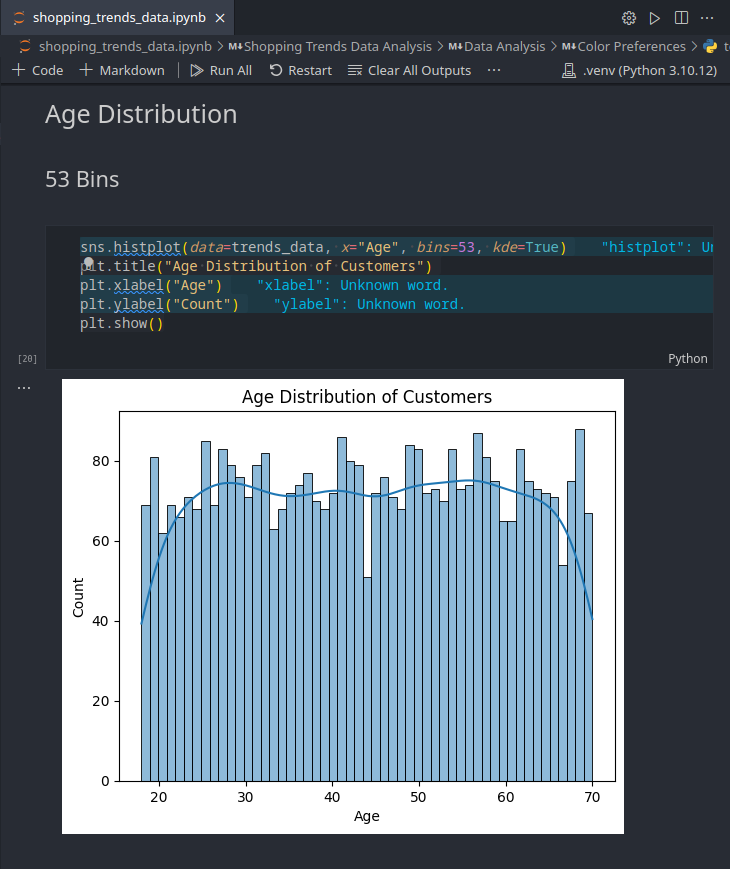 shopping_trends_data.ipynb
shopping_trends_data.ipynb > M↓Shopping Trends Data Analysis > M↓Data Analysis > M↓Color Preferences >
+ Code + Markdown | Run All Restart Clear All Outputs ... .venv (Python 3.10.12)
Age Distribution
53 Bins
sns.histplot(data=trends_data, x="Age", bins=53, kde=True) "histplot": Un
plt.title("Age Distribution of Customers")
plt.xlabel("Age") "xlabel": Unknown word.
plt.ylabel("Count") "ylabel": Unknown word.
plt.show()
[20]
Python
...
Age Distribution of Customers
80
60
40
20
0
Count
20 30 40 50 60 70
Age